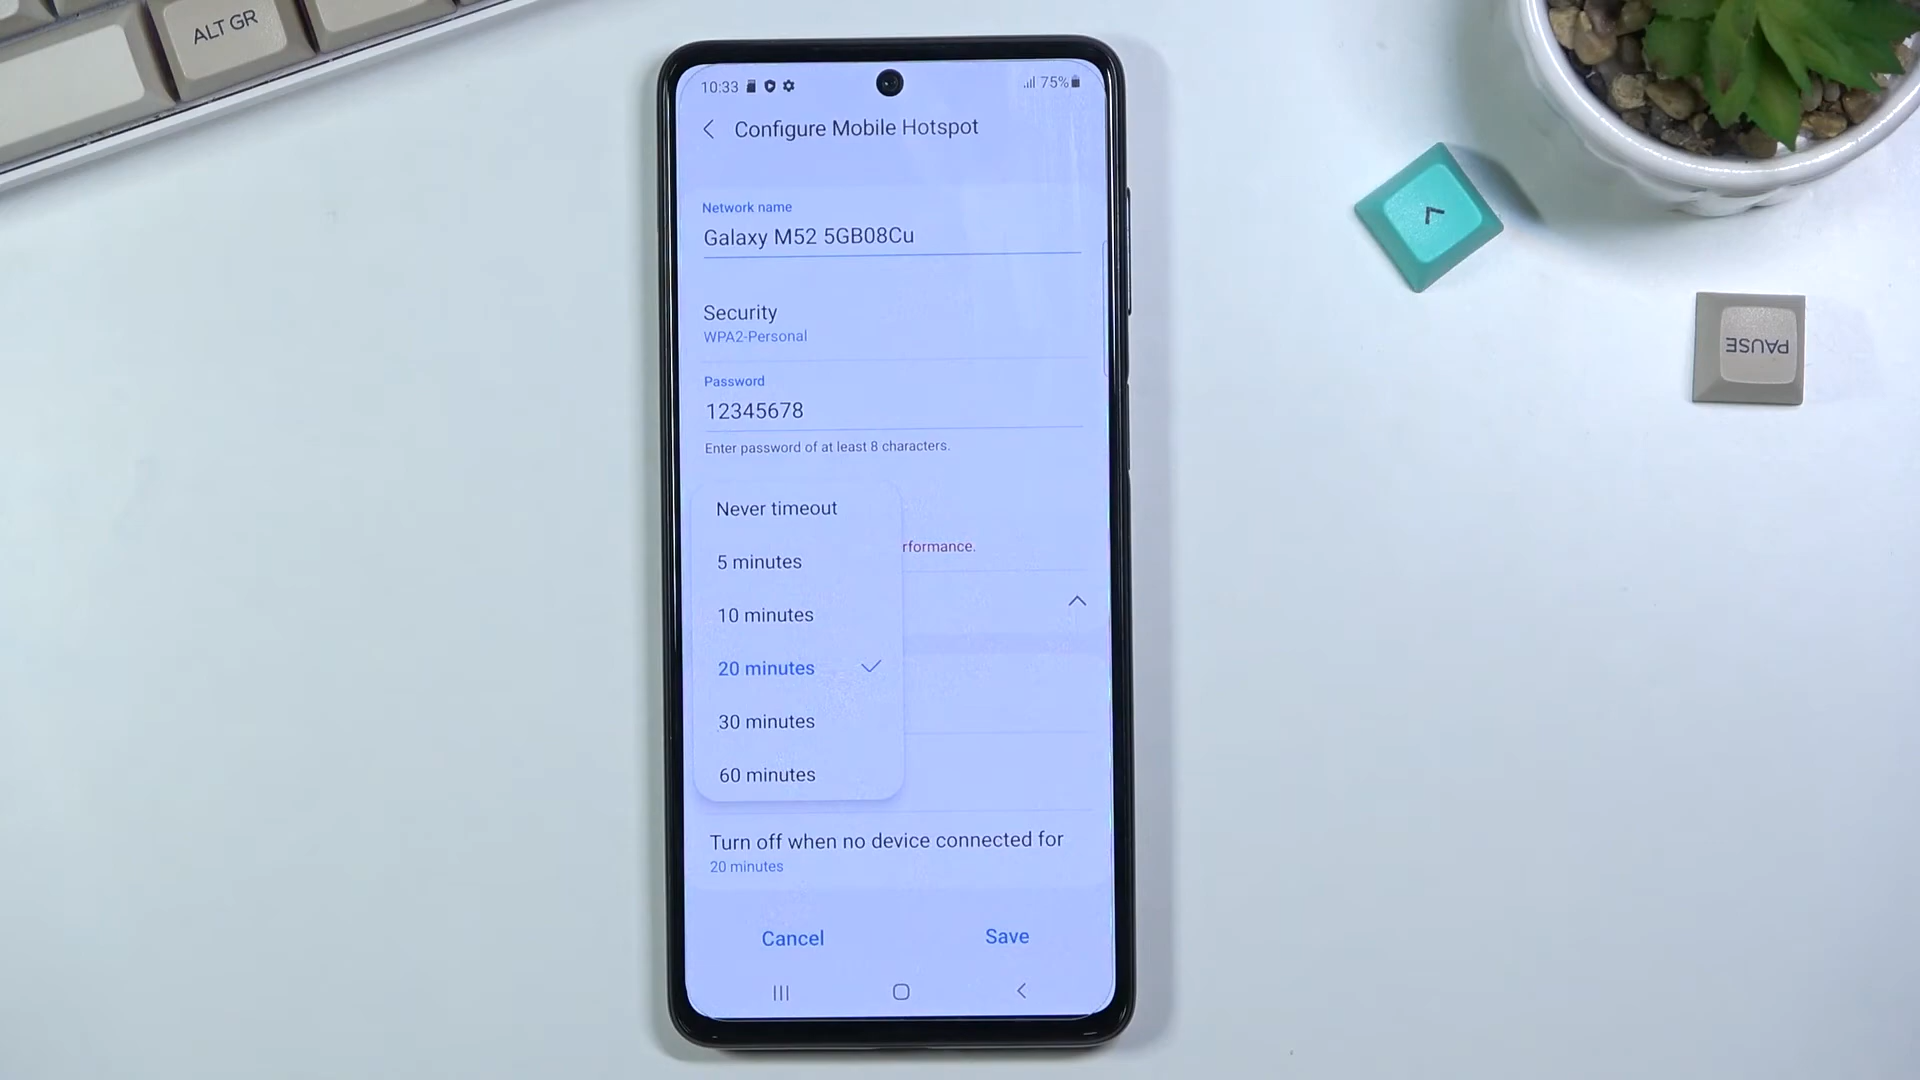 ALT GR
10:33
75%
Configure Mobile Hotspot
Network name
Galaxy M52 5GB08Cu
Security
WPA2-Personal
Password
12345678
Enter password of at least 8 characters.
Never timeout
rformance.
5 minutes
10 minutes
20 minutes
30 minutes
60 minutes
Turn off when no device connected for
20 minutes
Cancel
Save
PAUSE